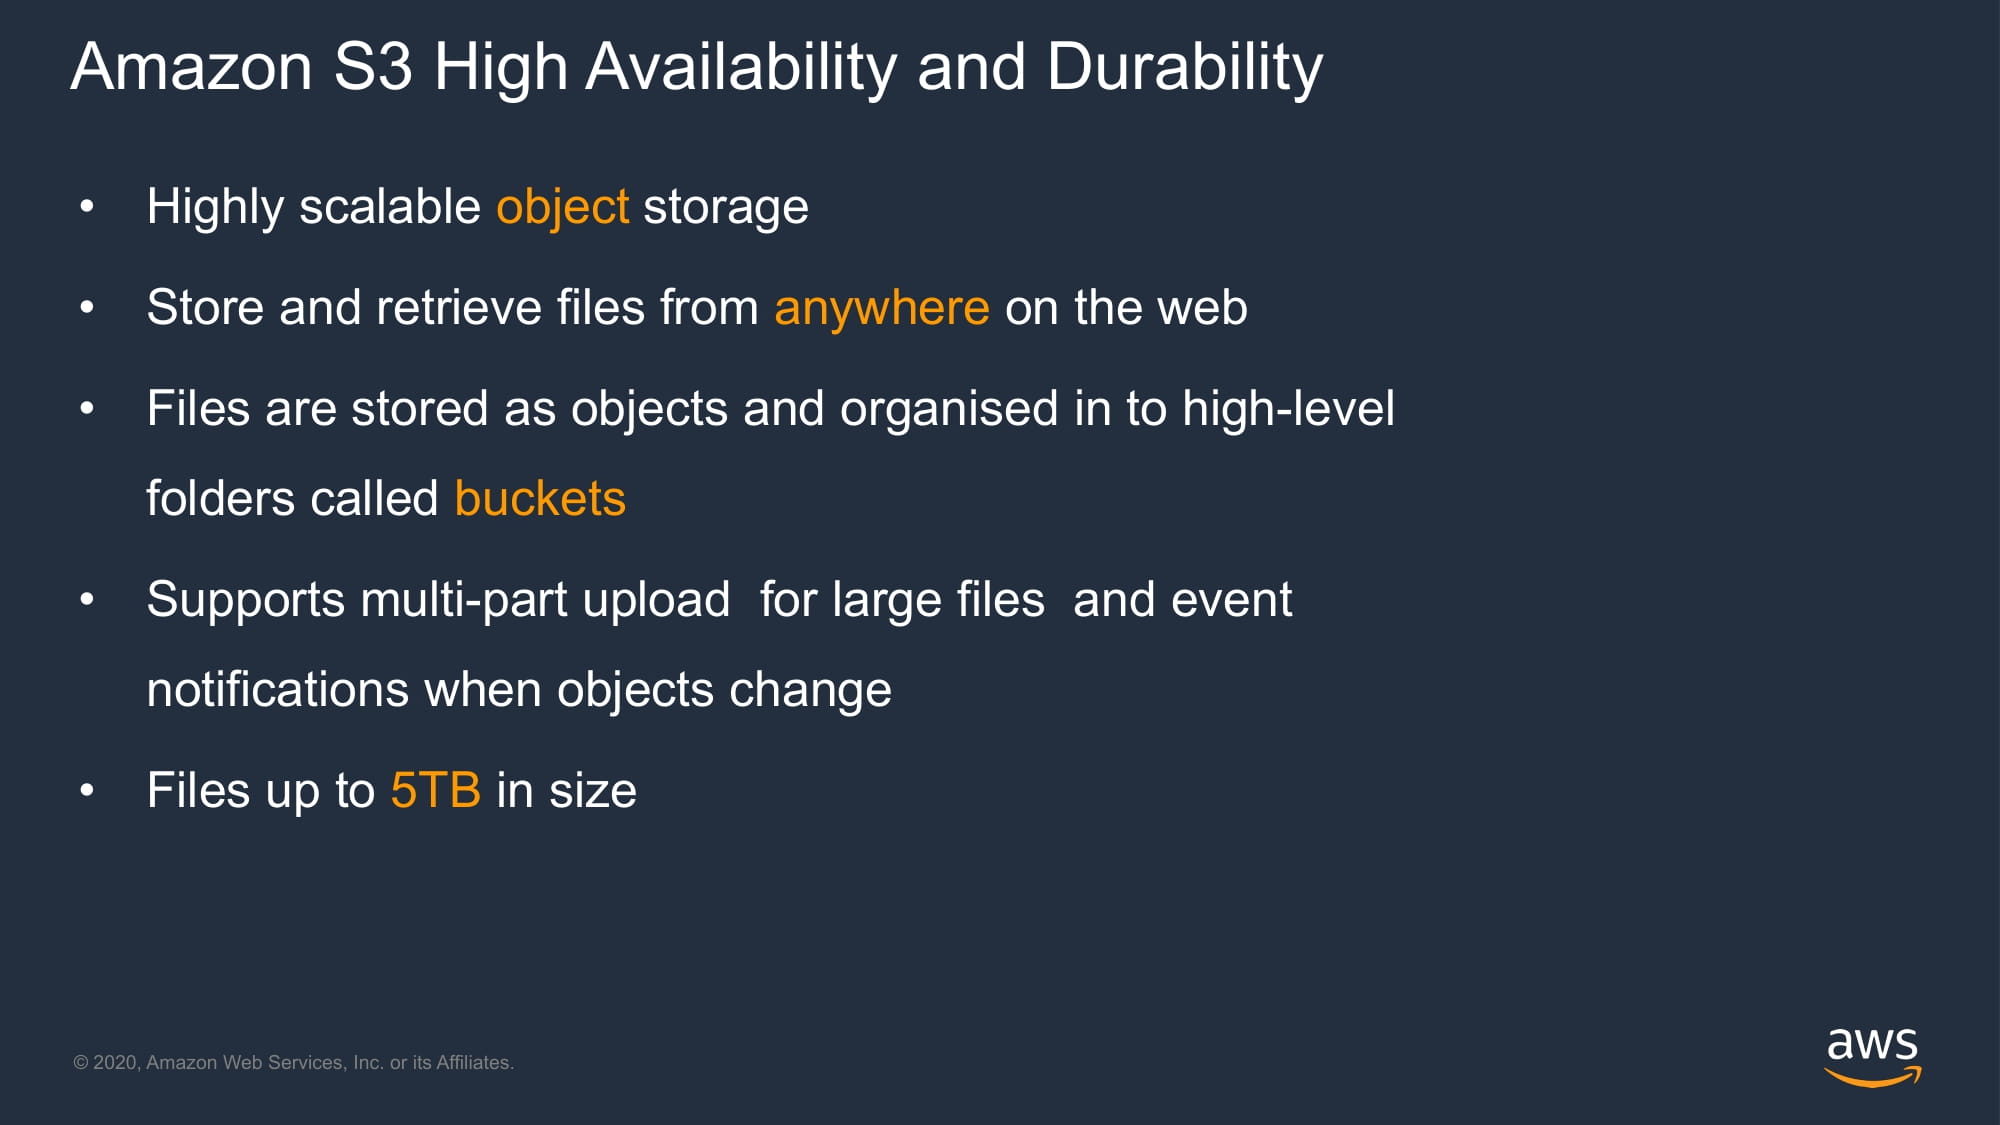 Amazon S3 High Availability and Durability
• Highly scalable object storage
• Store and retrieve files from anywhere on the web
• Files are stored as objects and organised in to high-level
folders called buckets
• Supports multi-part upload  for large files  and event
notifications when objects change
• Files up to 5TB in size
© 2020, Amazon Web Services, Inc. or its Affiliates.
aws